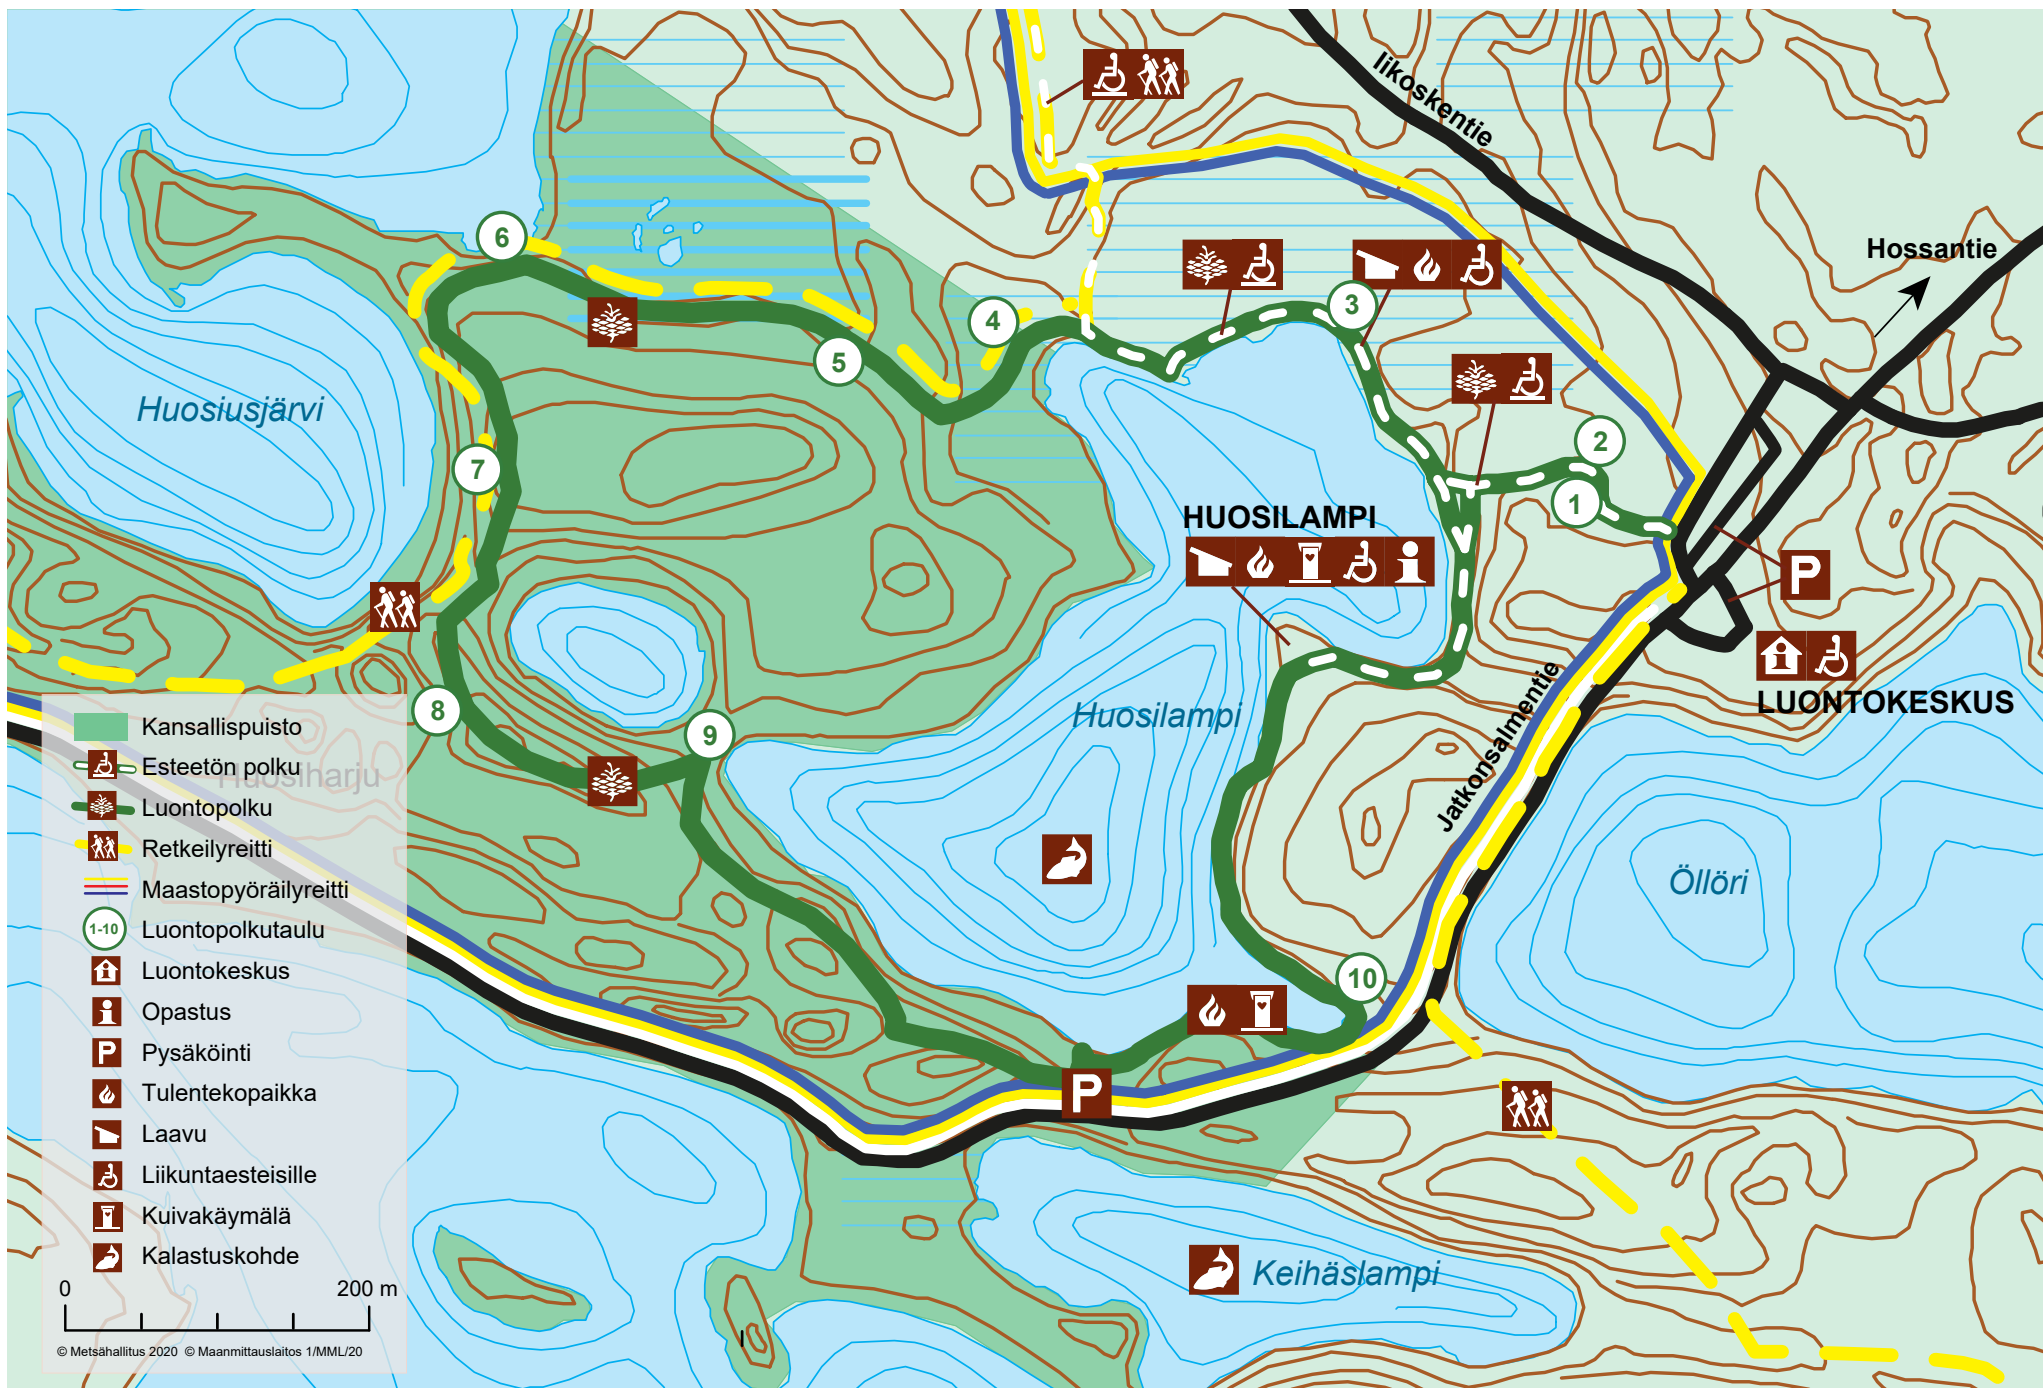 Iikoskentie
Hossantie
6
4
3
5
2
Huosiusjärvi
7
1
HUOSILAMPI
P
LUONTOKESKUS
8
9
Huosilampi
Jatkonsalmentie
Öllöri
10
P
Keihäslampi
Huosiharju
Kansallispuisto
Esteetön polku
Luontopolku
Retkeilyreitti
Maastopyöräilyreitti
1-10 Luontopolkutaulu
Luontokeskus
Opastus
P Pysäköinti
Tulentekopaikka
Laavu
Liikuntaesteisille
Kuivakäymälä
Kalastuskohde
0 200 m
© Metsähallitus 2020 © Maanmittauslaitos 1/MML/20